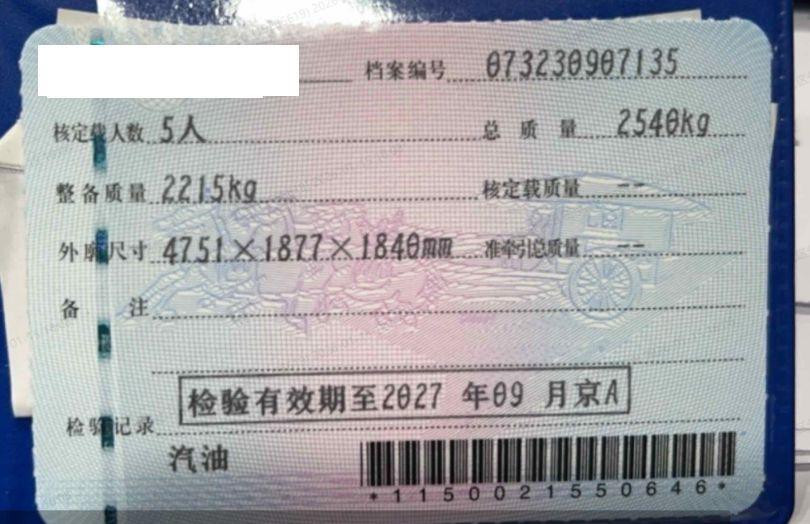 档案编号 073230907135
核定载人数 5人 总质量 2540kg
整备质量 2215kg 核定载质量 --
外廓尺寸 4751×1877×1840mm 准牵引总质量 --
备注
检验有效期至2027年09月京A
检验记录
汽油
*1150021550646*